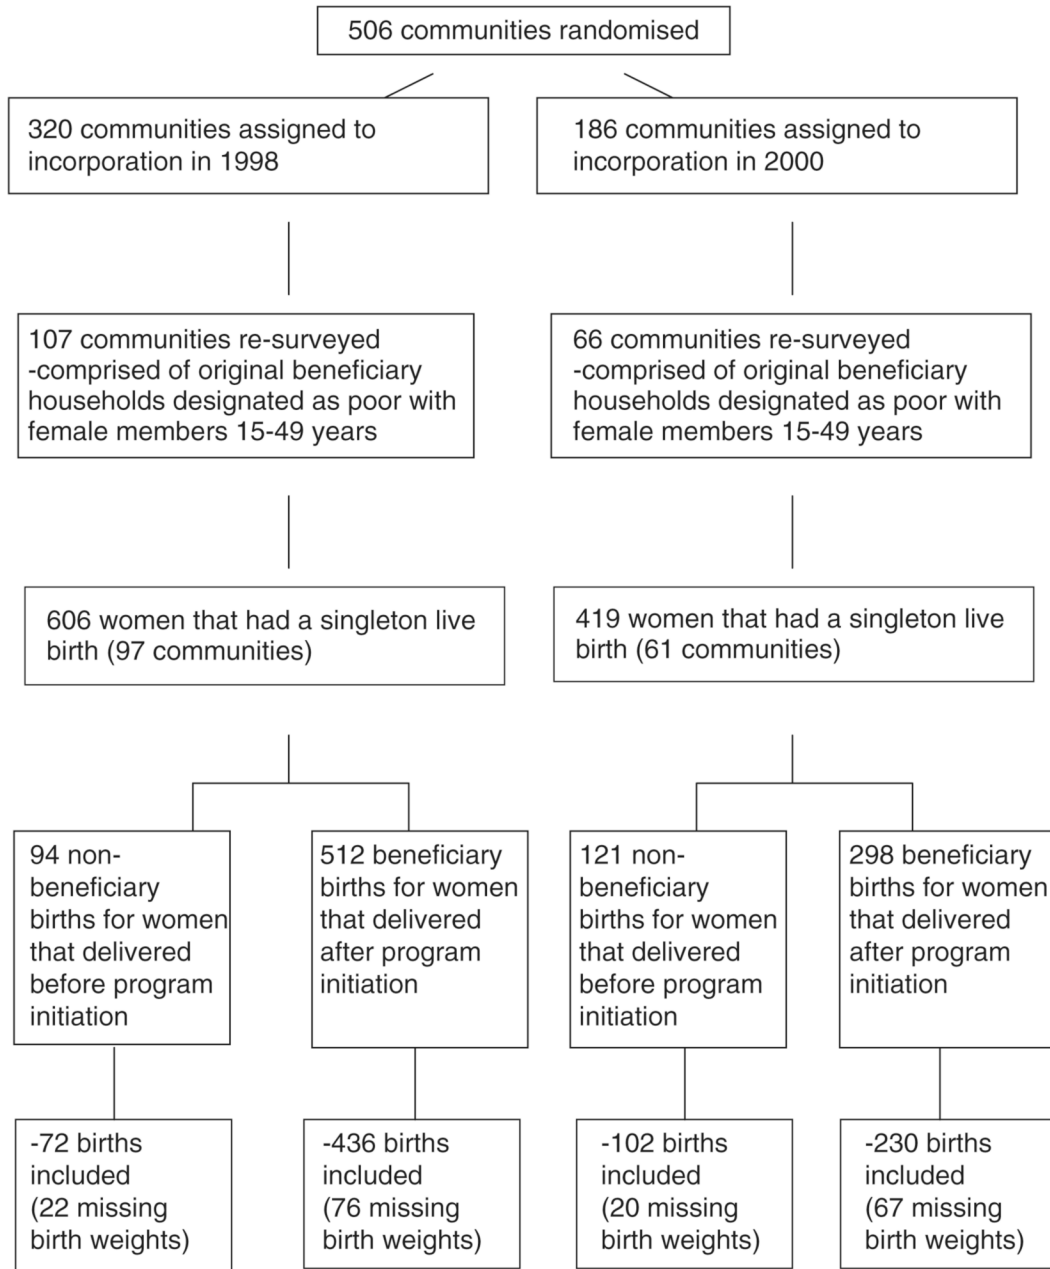 506 communities randomised
320 communities assigned to
incorporation in 1998
186 communities assigned to
incorporation in 2000
107 communities re-surveyed
-comprised of original beneficiary
households designated as poor with
female members 15-49 years
66 communities re-surveyed
-comprised of original beneficiary
households designated as poor with
female members 15-49 years
606 women that had a singleton live
birth (97 communities)
419 women that had a singleton live
birth (61 communities)
94 non-
beneficiary
births for women
that delivered
before program
initiation
512 beneficiary
births for women
that delivered
after program
initiation
121 non-
beneficiary
births for women
that delivered
before program
initiation
298 beneficiary
births for women
that delivered
after program
initiation
-72 births
included
(22 missing
birth weights)
-436 births
included
(76 missing
birth weights)
-102 births
included
(20 missing
birth weights)
-230 births
included
(67 missing
birth weights)